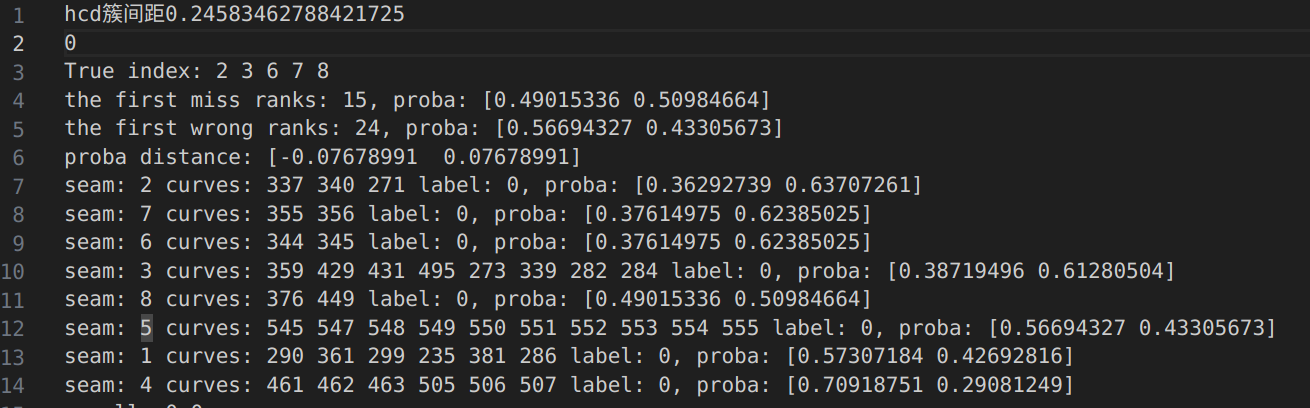 1 hcd簇间距0.24583462788421725
2 0
3 True index: 2 3 6 7 8
4 the first miss ranks: 15, proba: [0.49015336 0.50984664]
5 the first wrong ranks: 24, proba: [0.56694327 0.43305673]
6 proba distance: [-0.07678991  0.07678991]
7 seam: 2 curves: 337 340 271 label: 0, proba: [0.36292739 0.63707261]
8 seam: 7 curves: 355 356 label: 0, proba: [0.37614975 0.62385025]
9 seam: 6 curves: 344 345 label: 0, proba: [0.37614975 0.62385025]
10 seam: 3 curves: 359 429 431 495 273 339 282 284 label: 0, proba: [0.38719496 0.61280504]
11 seam: 8 curves: 376 449 label: 0, proba: [0.49015336 0.50984664]
12 seam: 5 curves: 545 547 548 549 550 551 552 553 554 555 label: 0, proba: [0.56694327 0.43305673]
13 seam: 1 curves: 290 361 299 235 381 286 label: 0, proba: [0.57307184 0.42692816]
14 seam: 4 curves: 461 462 463 505 506 507 label: 0, proba: [0.70918751 0.29081249]